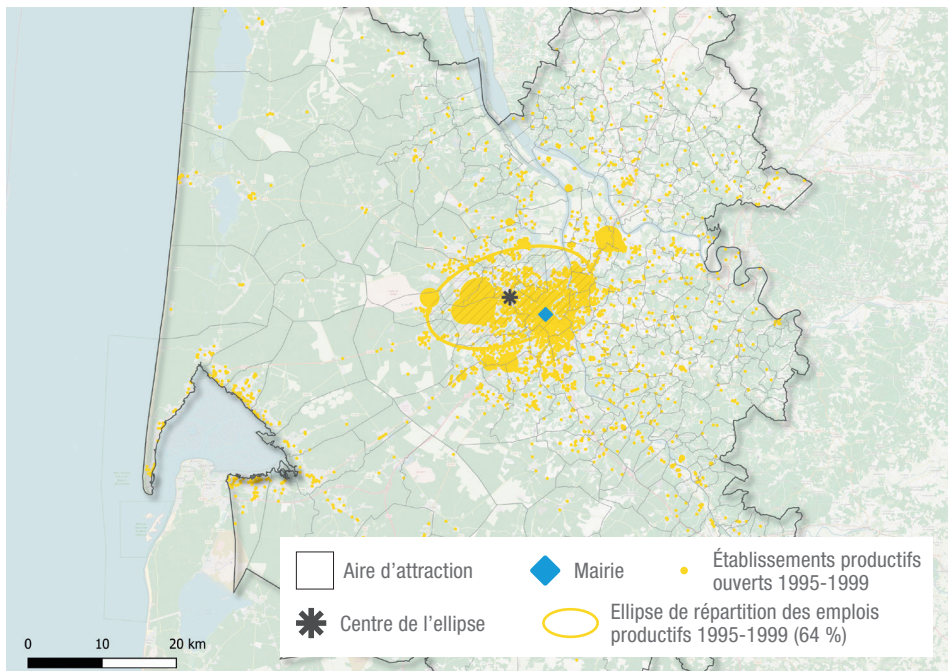 Aire d'attraction
Mairie
Établissements productifs
ouverts 1995-1999
Centre de l'ellipse
Ellipse de répartition des emplois
productifs 1995-1999 (64 %)
0 10 20 km